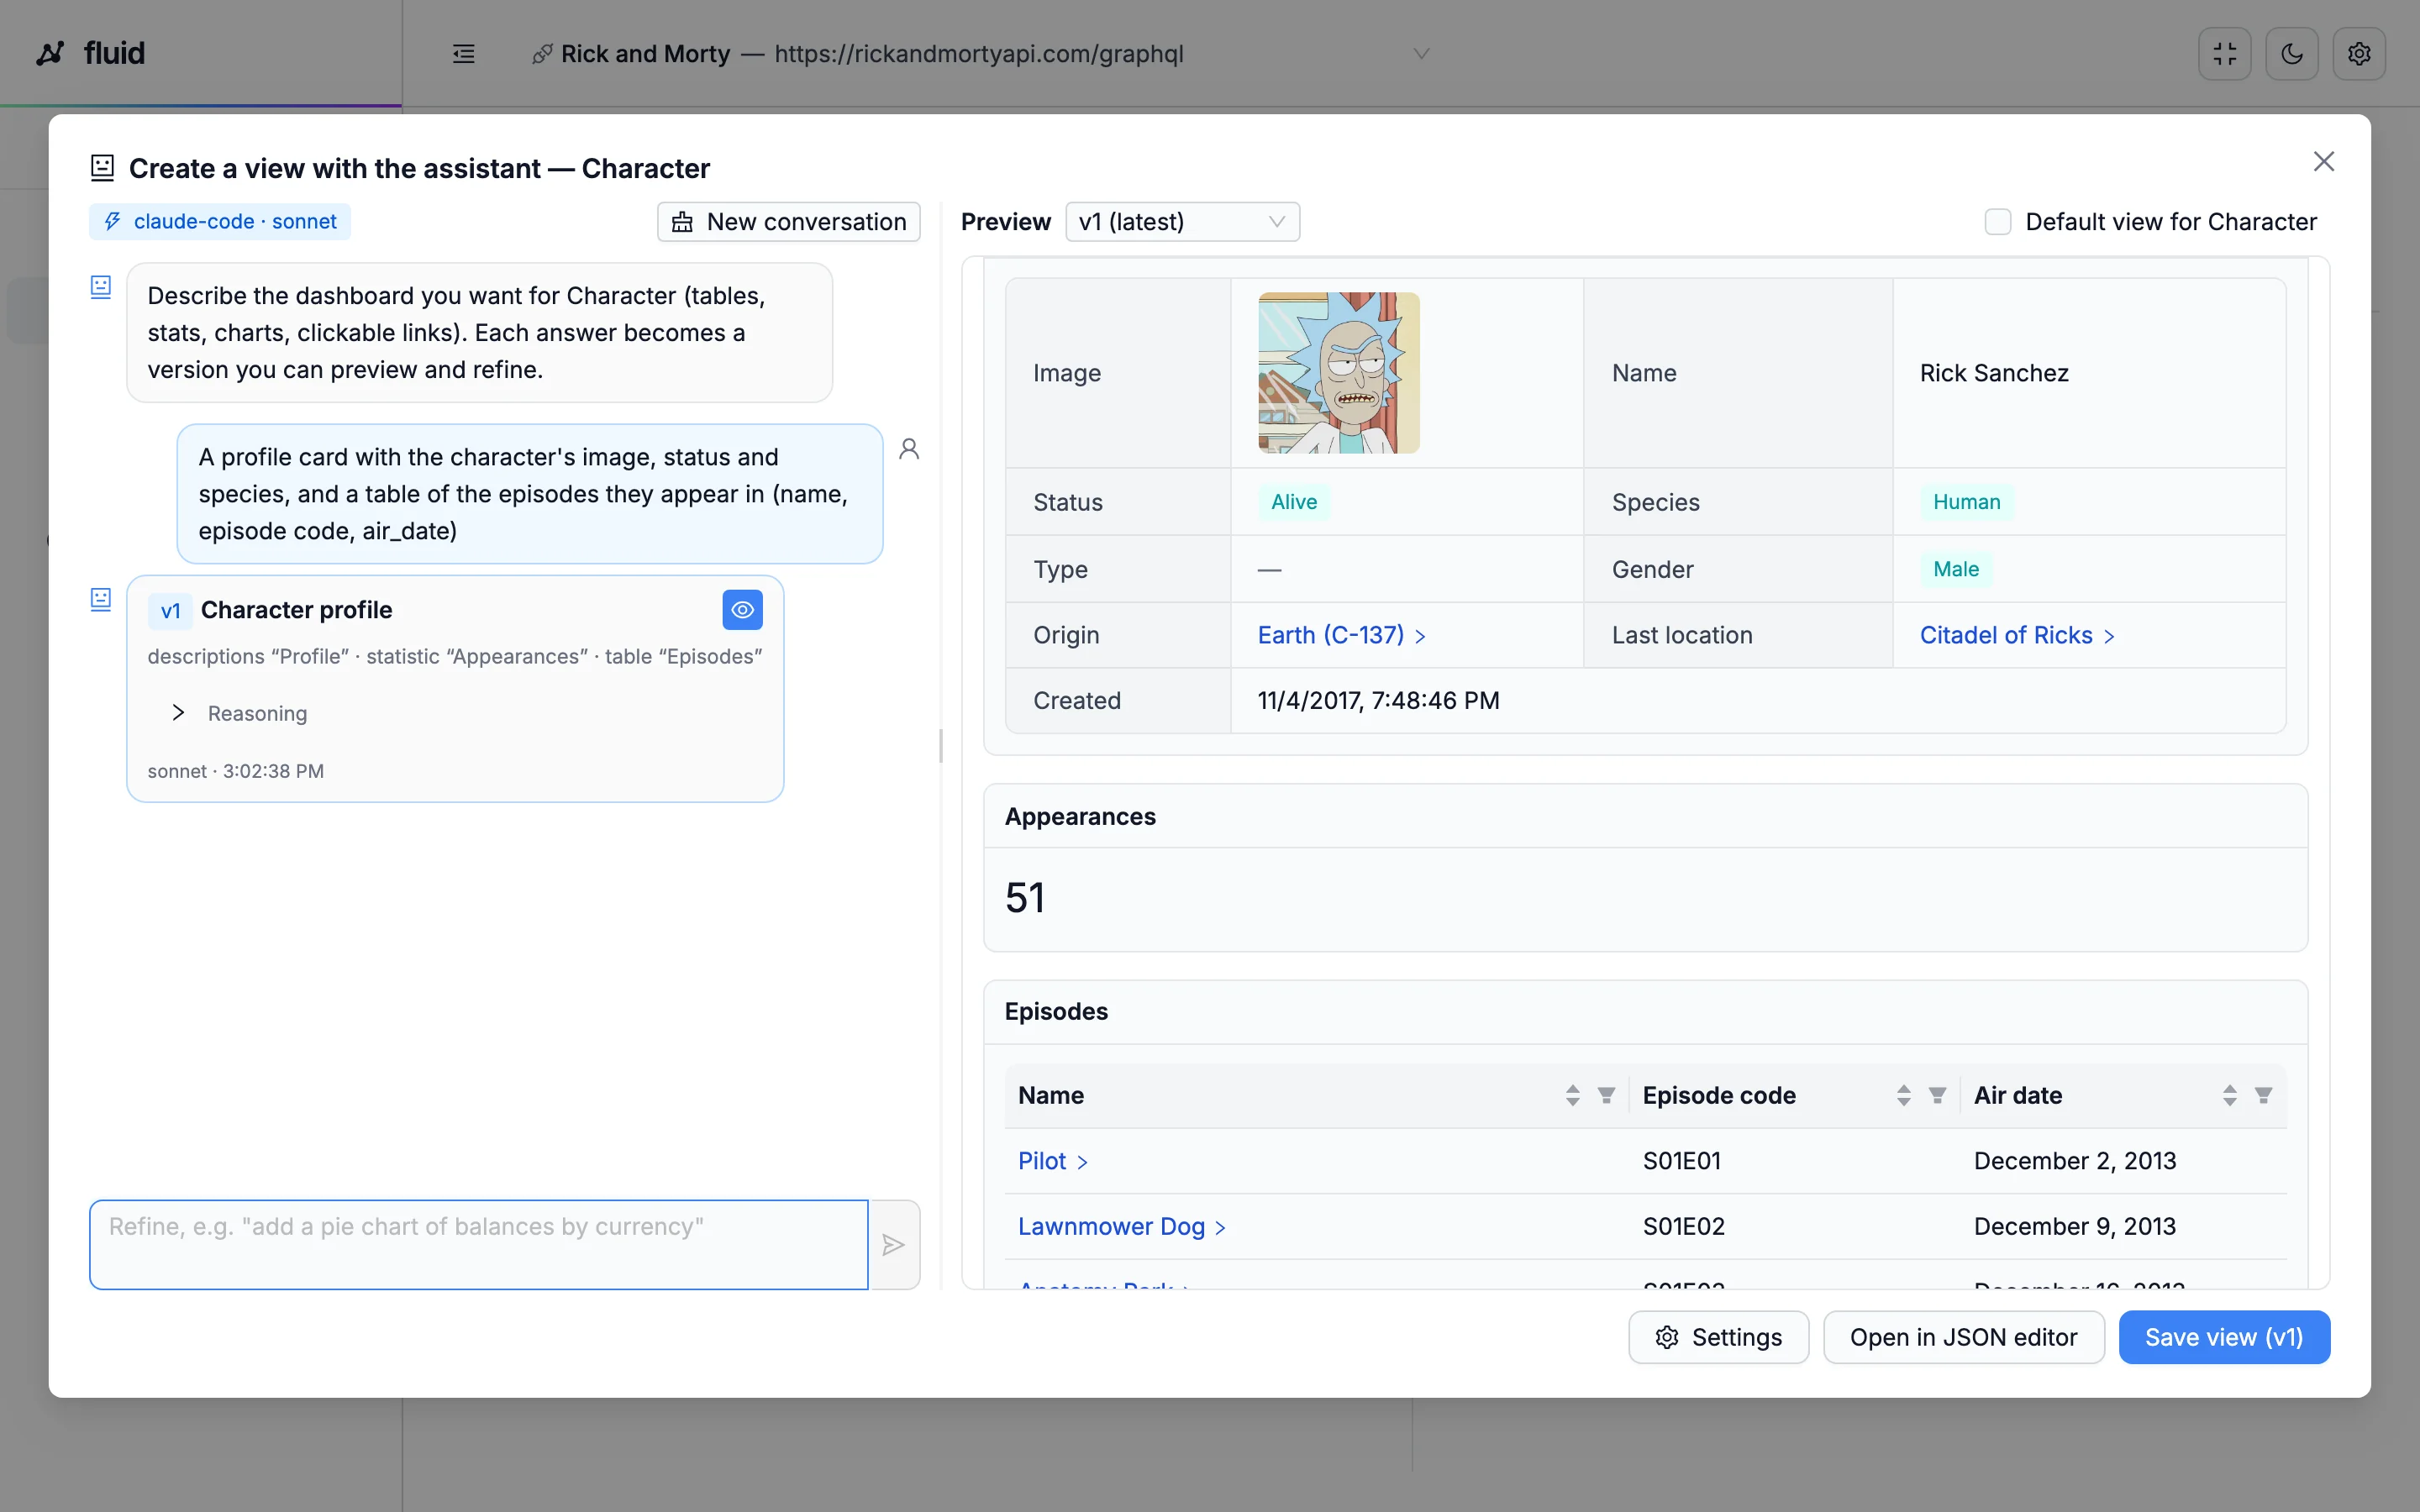 fluid
Rick and Morty — https://rickandmortyapi.com/graphql
Create a view with the assistant — Character
claude-code · sonnet
New conversation
Describe the dashboard you want for Character (tables,
stats, charts, clickable links). Each answer becomes a
version you can preview and refine.
A profile card with the character's image, status and
species, and a table of the episodes they appear in (name,
episode code, air_date)
v1 Character profile
descriptions “Profile” · statistic “Appearances” · table “Episodes”
Reasoning
sonnet · 3:02:38 PM
Refine, e.g. "add a pie chart of balances by currency"
Preview v1 (latest)
Default view for Character
Image Name Rick Sanchez
Status Alive Species Human
Type — Gender Male
Origin Earth (C-137) > Last location Citadel of Ricks >
Created 11/4/2017, 7:48:46 PM
Appearances
51
Episodes
Name Episode code Air date
Pilot > S01E01 December 2, 2013
Lawnmower Dog > S01E02 December 9, 2013
Settings Open in JSON editor Save view (v1)